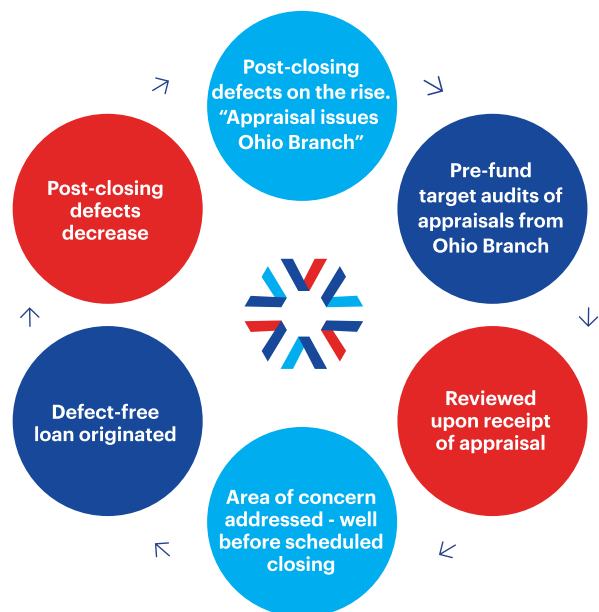 Post-closing
defects on the rise.
“Appraisal issues
Ohio Branch”
Pre-fund
target audits of
appraisals from
Ohio Branch
Reviewed
upon receipt
of appraisal
Area of concern
addressed - well
before scheduled
closing
Defect-free
loan originated
Post-closing
defects
decrease